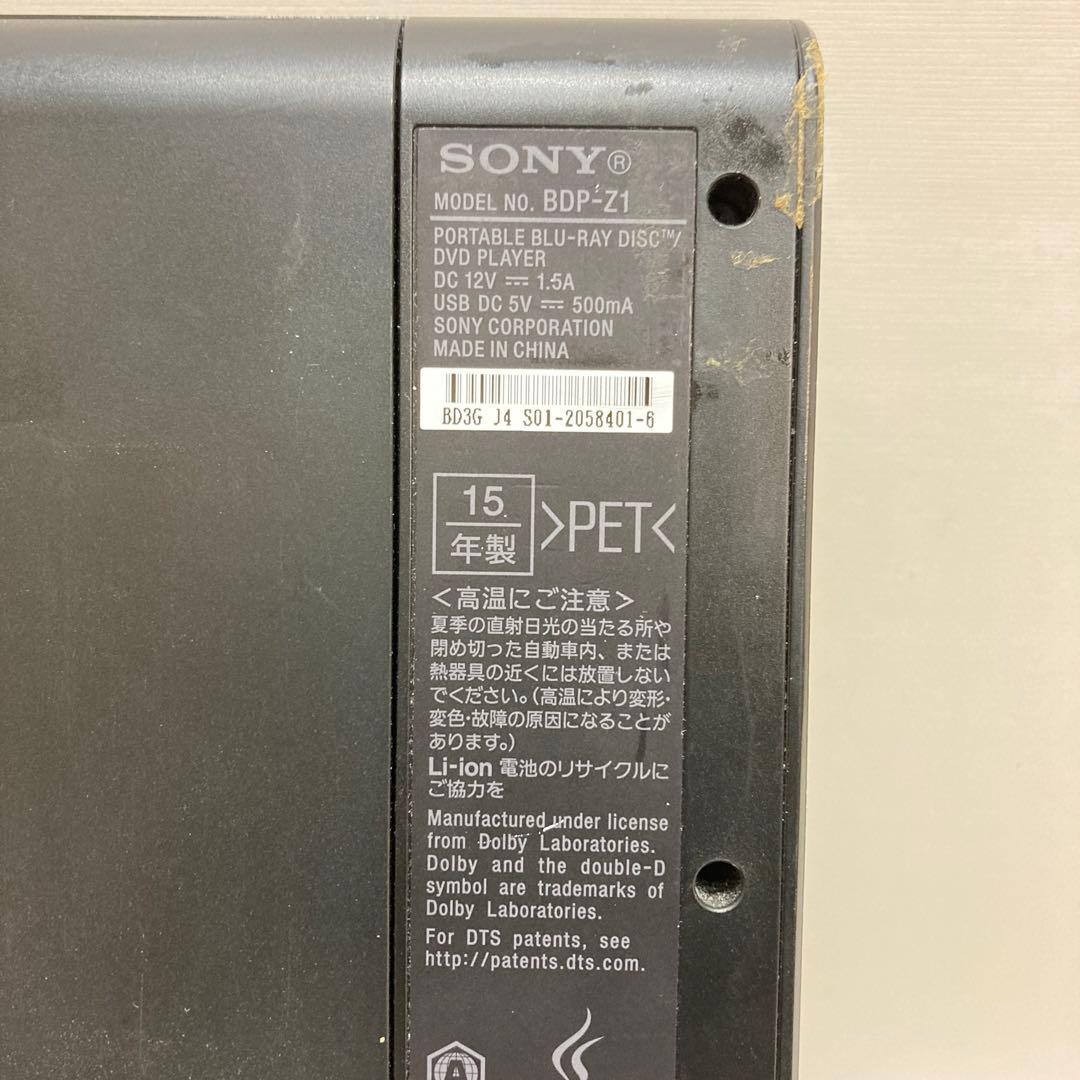 SONY®
MODEL NO. BDP-Z1
PORTABLE BLU-RAY DISC™/
DVD PLAYER
DC 12V ⎓ 1.5A
USB DC 5V ⎓ 500mA
SONY CORPORATION
MADE IN CHINA
BD3G J4 S01-2058401-6
15
年製
>PET<
<高温にご注意>
夏季の直射日光の当たる所や
閉め切った自動車内、または
熱器具の近くには放置しない
でください。(高温により変形・
変色・故障の原因になることが
あります。)
Li-ion 電池のリサイクルに
ご協力を
Manufactured under license
from Dolby Laboratories.
Dolby and the double-D
symbol are trademarks of
Dolby Laboratories.
For DTS patents, see
http://patents.dts.com.
A